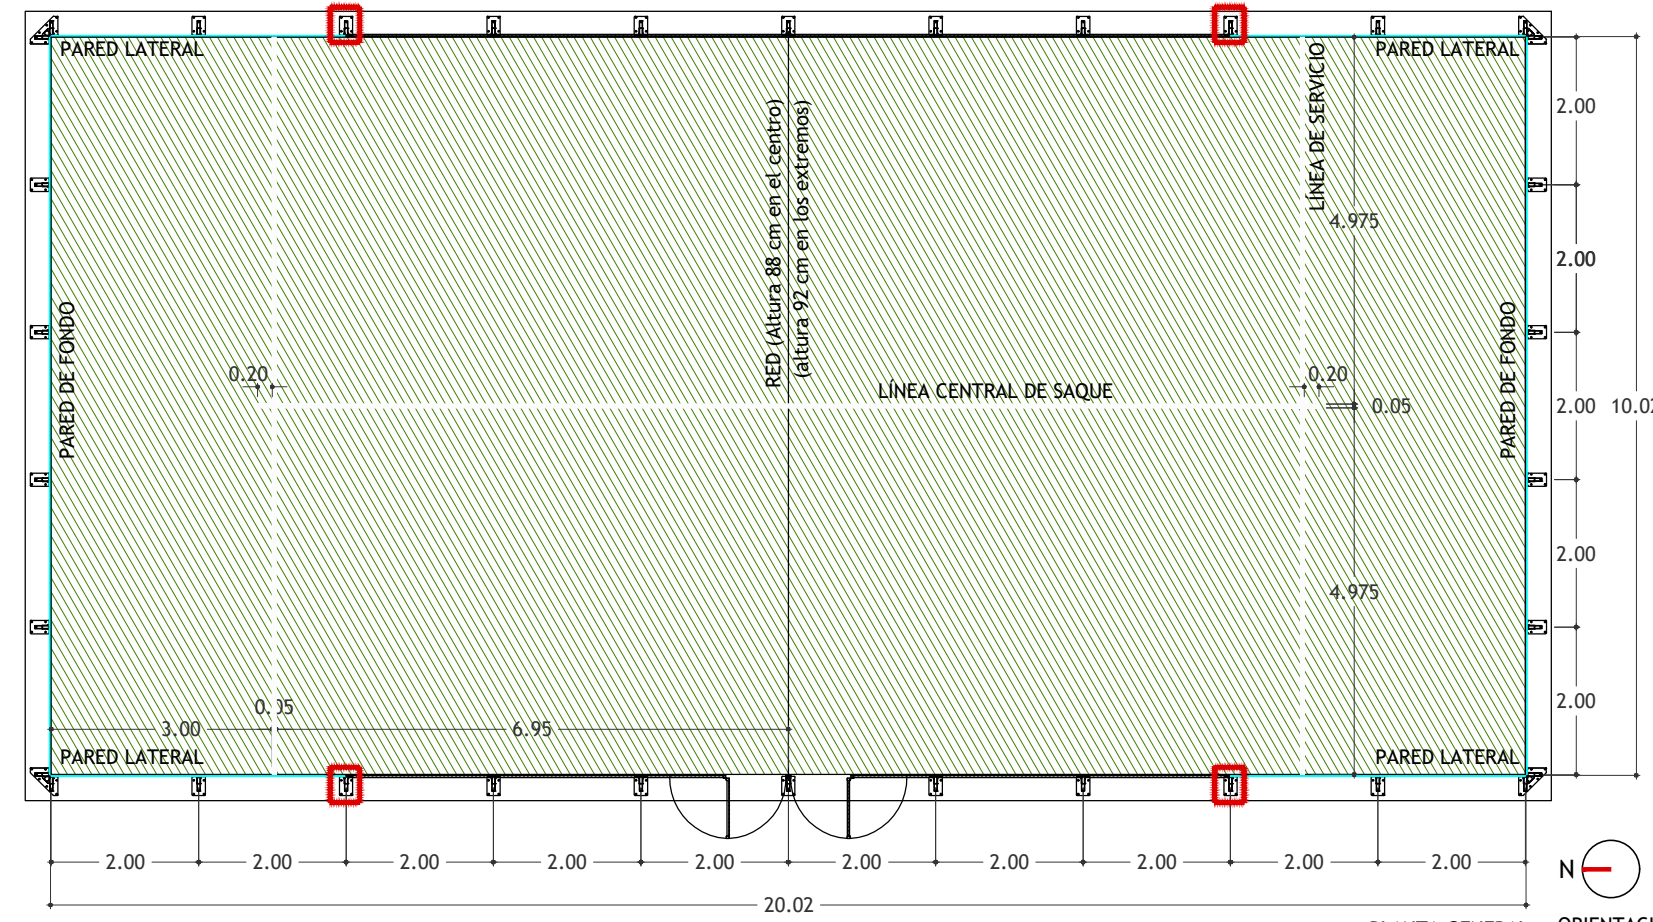 PARED LATERAL
PARED LATERAL
RED (Altura 88 cm en el centro)
(altura 92 cm en los extremos)
LÍNEA DE SERVICIO
2.00
4.975
2.00
PARED DE FONDO
PARED DE FONDO
0.20
0.20
LÍNEA CENTRAL DE SAQUE
0.05
2.00
10.02
2.00
4.975
2.00
0.05
3.00
6.95
PARED LATERAL
PARED LATERAL
2.00
2.00
2.00
2.00
2.00
2.00
2.00
2.00
2.00
2.00
N
20.02